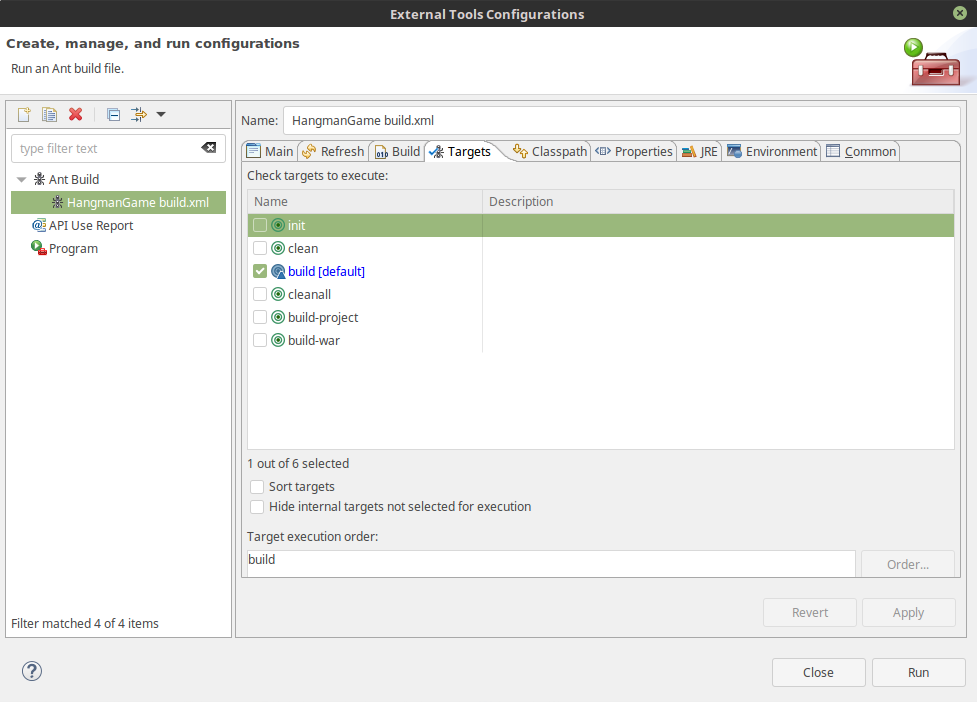 External Tools Configurations
Create, manage, and run configurations
Run an Ant build file.
type filter text
Ant Build
HangmanGame build.xml
API Use Report
Program
Filter matched 4 of 4 items
Name: HangmanGame build.xml
Main Refresh Build Targets Classpath Properties JRE Environment Common
Check targets to execute:
Name Description
init
clean
build [default]
cleanall
build-project
build-war
1 out of 6 selected
Sort targets
Hide internal targets not selected for execution
Target execution order:
build
Order...
Revert Apply
Close Run